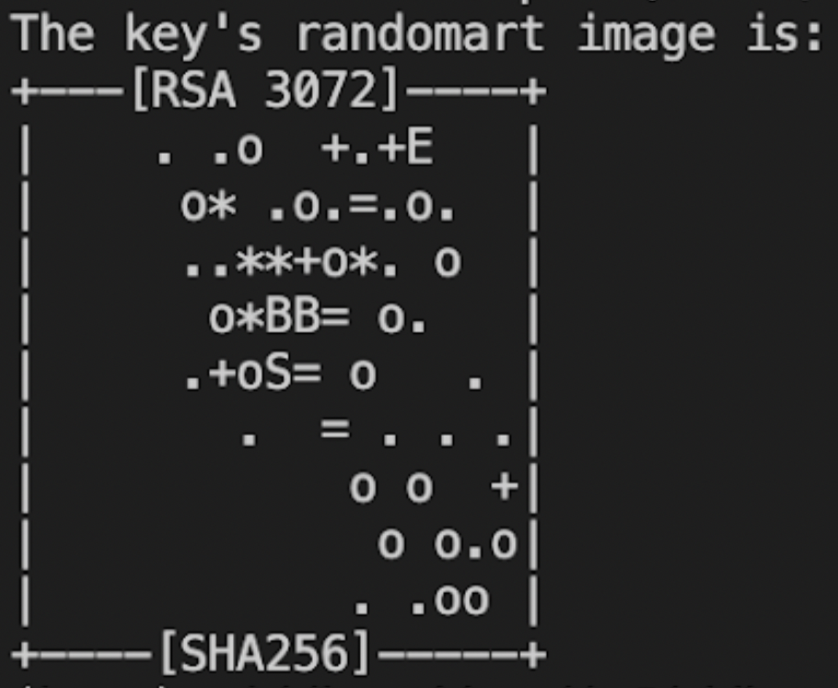 The key's randomart image is:
+---[RSA 3072]----+
|    . .o  +.+E   |
|     o* .o.=.o.  |
|     ..**+o*. o  |
|      o*BB= o.   |
|     .+oS= o   . |
|       .  = . . .|
|           o o  +|
|            o o.o|
|           . .oo |
+----[SHA256]-----+